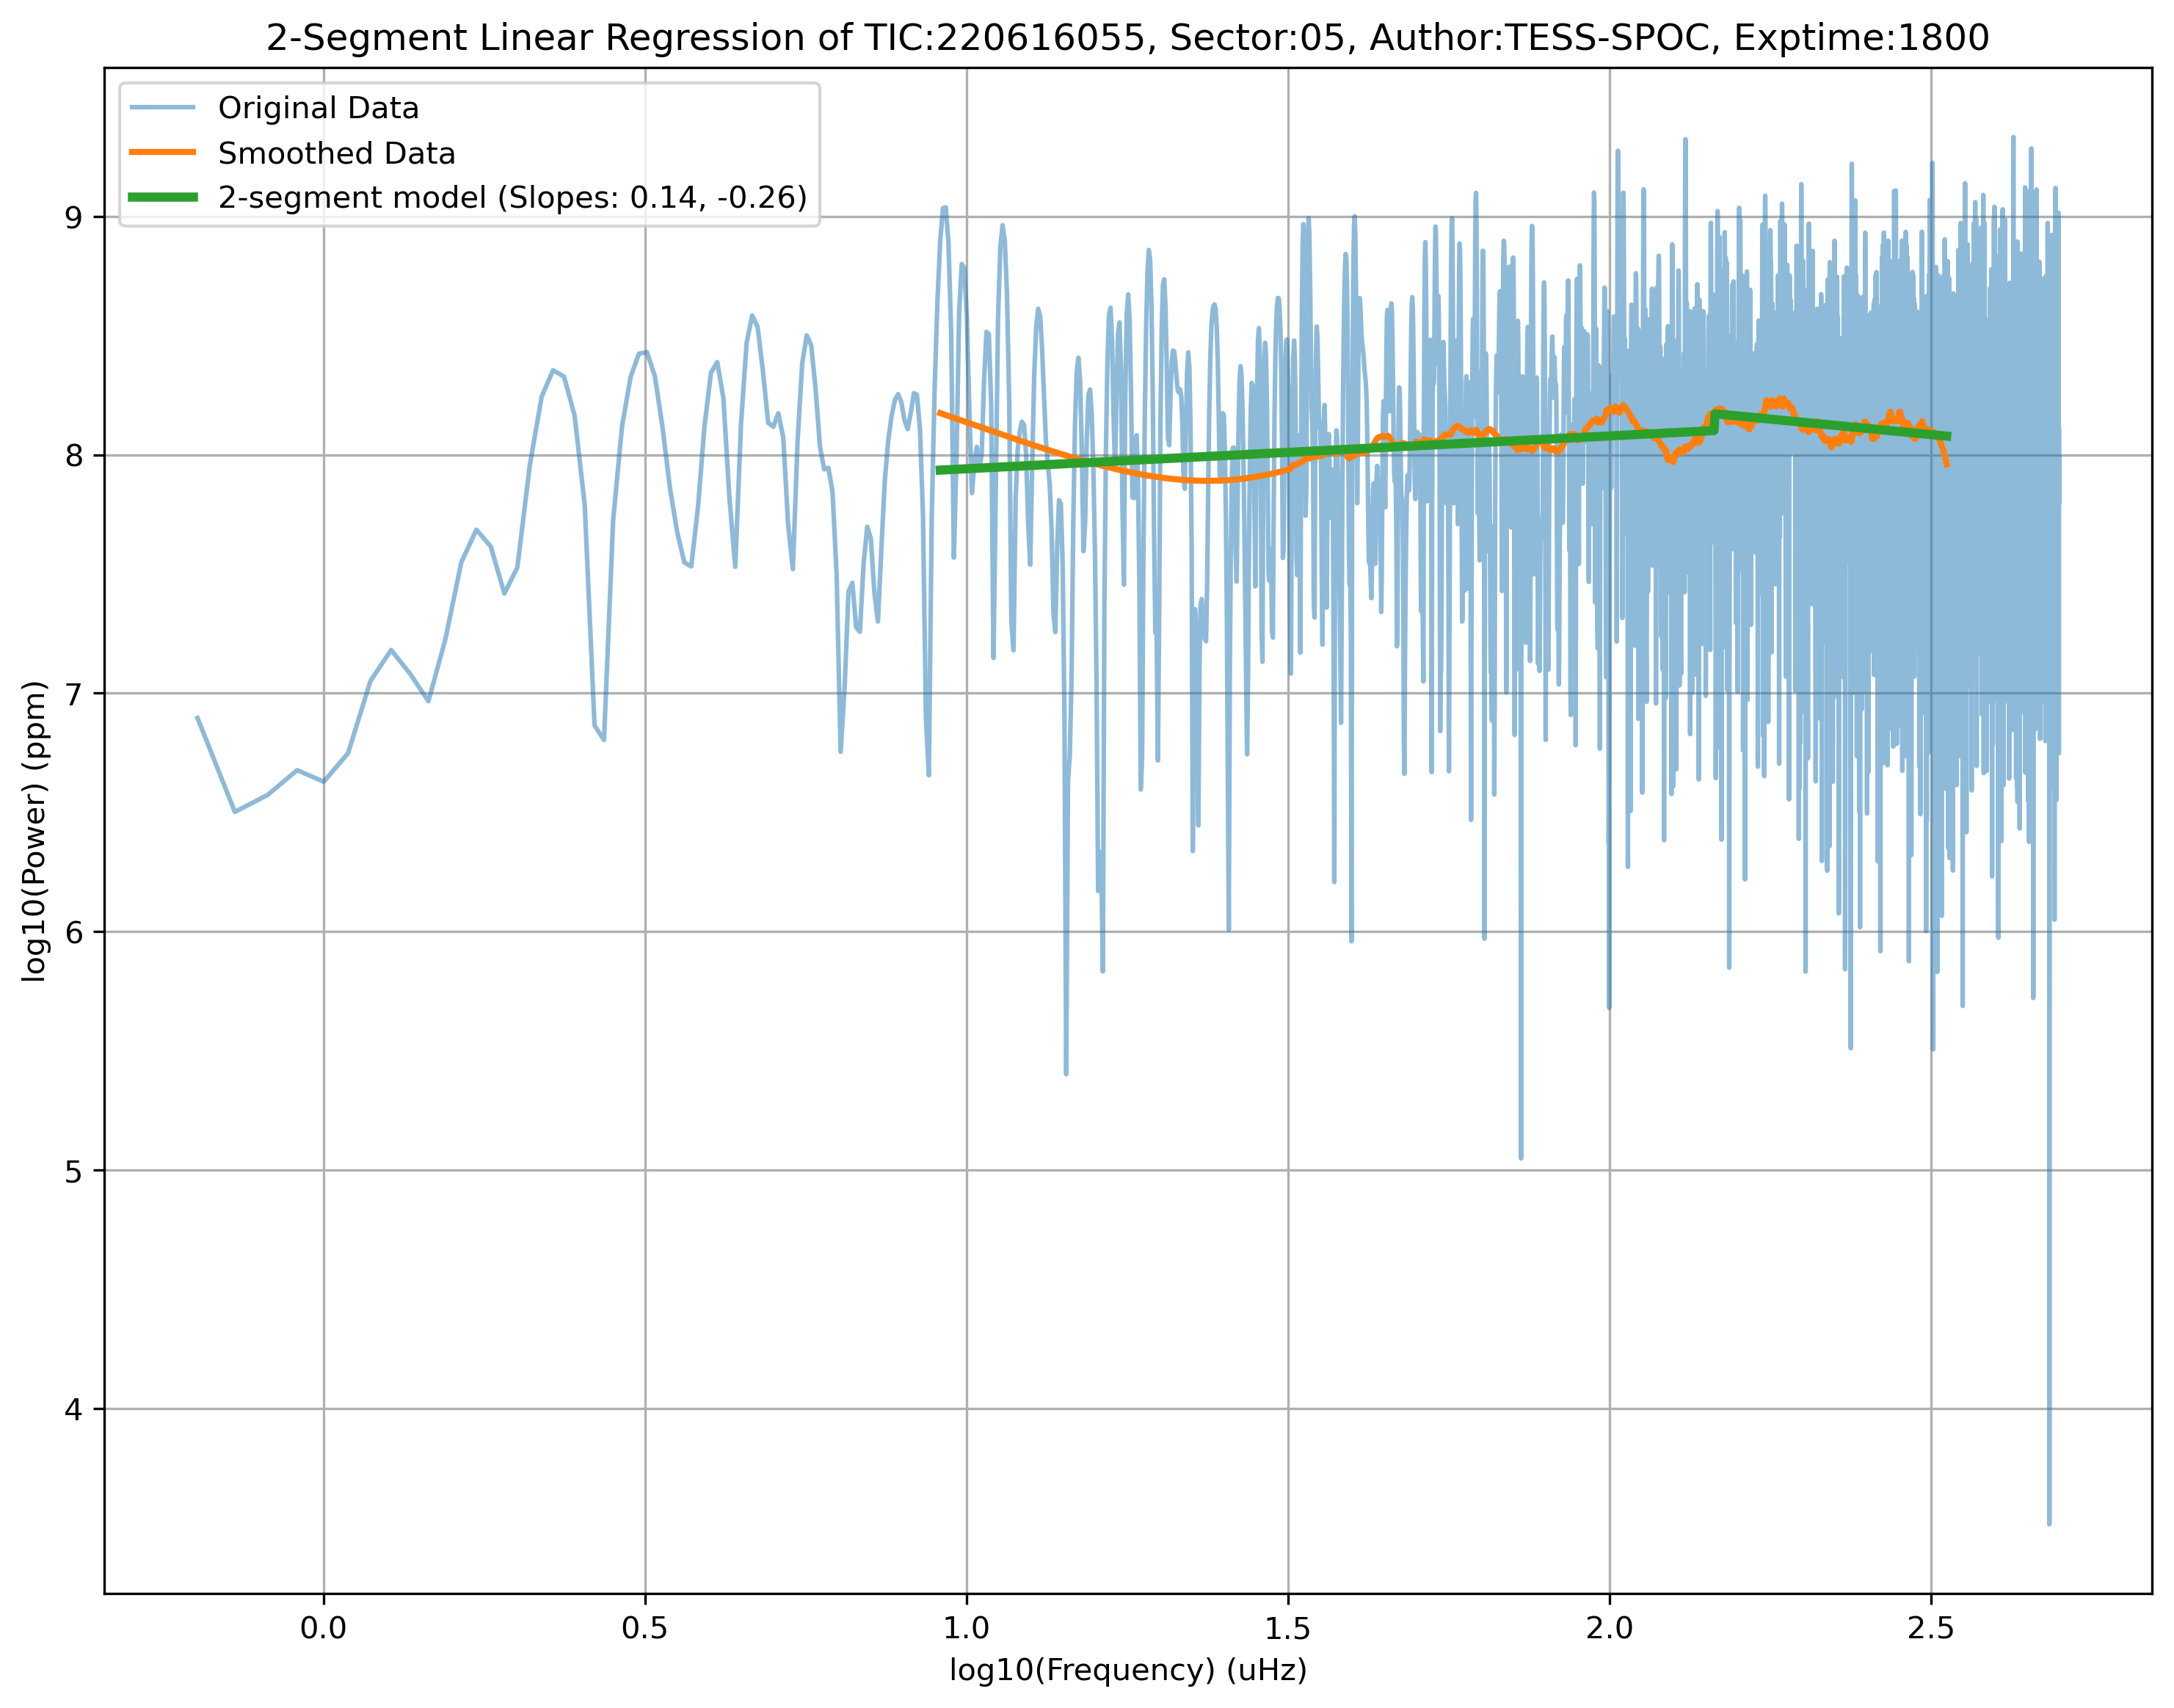 2-Segment Linear Regression of TIC:220616055, Sector:05, Author:TESS-SPOC, Exptime:1800
Original Data
Smoothed Data
2-segment model (Slopes: 0.14, -0.26)
log10(Power) (ppm)
9
8
7
6
5
4
0.0 0.5 1.0 1.5 2.0 2.5
log10(Frequency) (uHz)